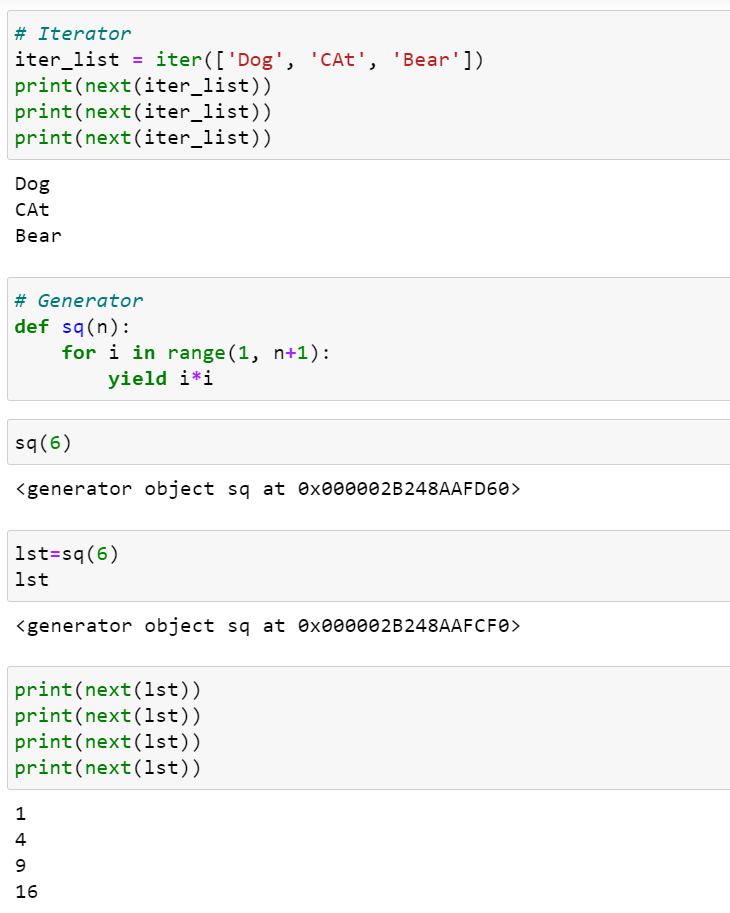 # Iterator
iter_list = iter(['Dog', 'CAt', 'Bear'])
print(next(iter_list))
print(next(iter_list))
print(next(iter_list))
Dog
CAt
Bear
# Generator
def sq(n):
    for i in range(1, n+1):
        yield i*i
sq(6)
<generator object sq at 0x000002B248AAFD60>
lst=sq(6)
lst
<generator object sq at 0x000002B248AAFCF0>
print(next(lst))
print(next(lst))
print(next(lst))
print(next(lst))
1
4
9
16